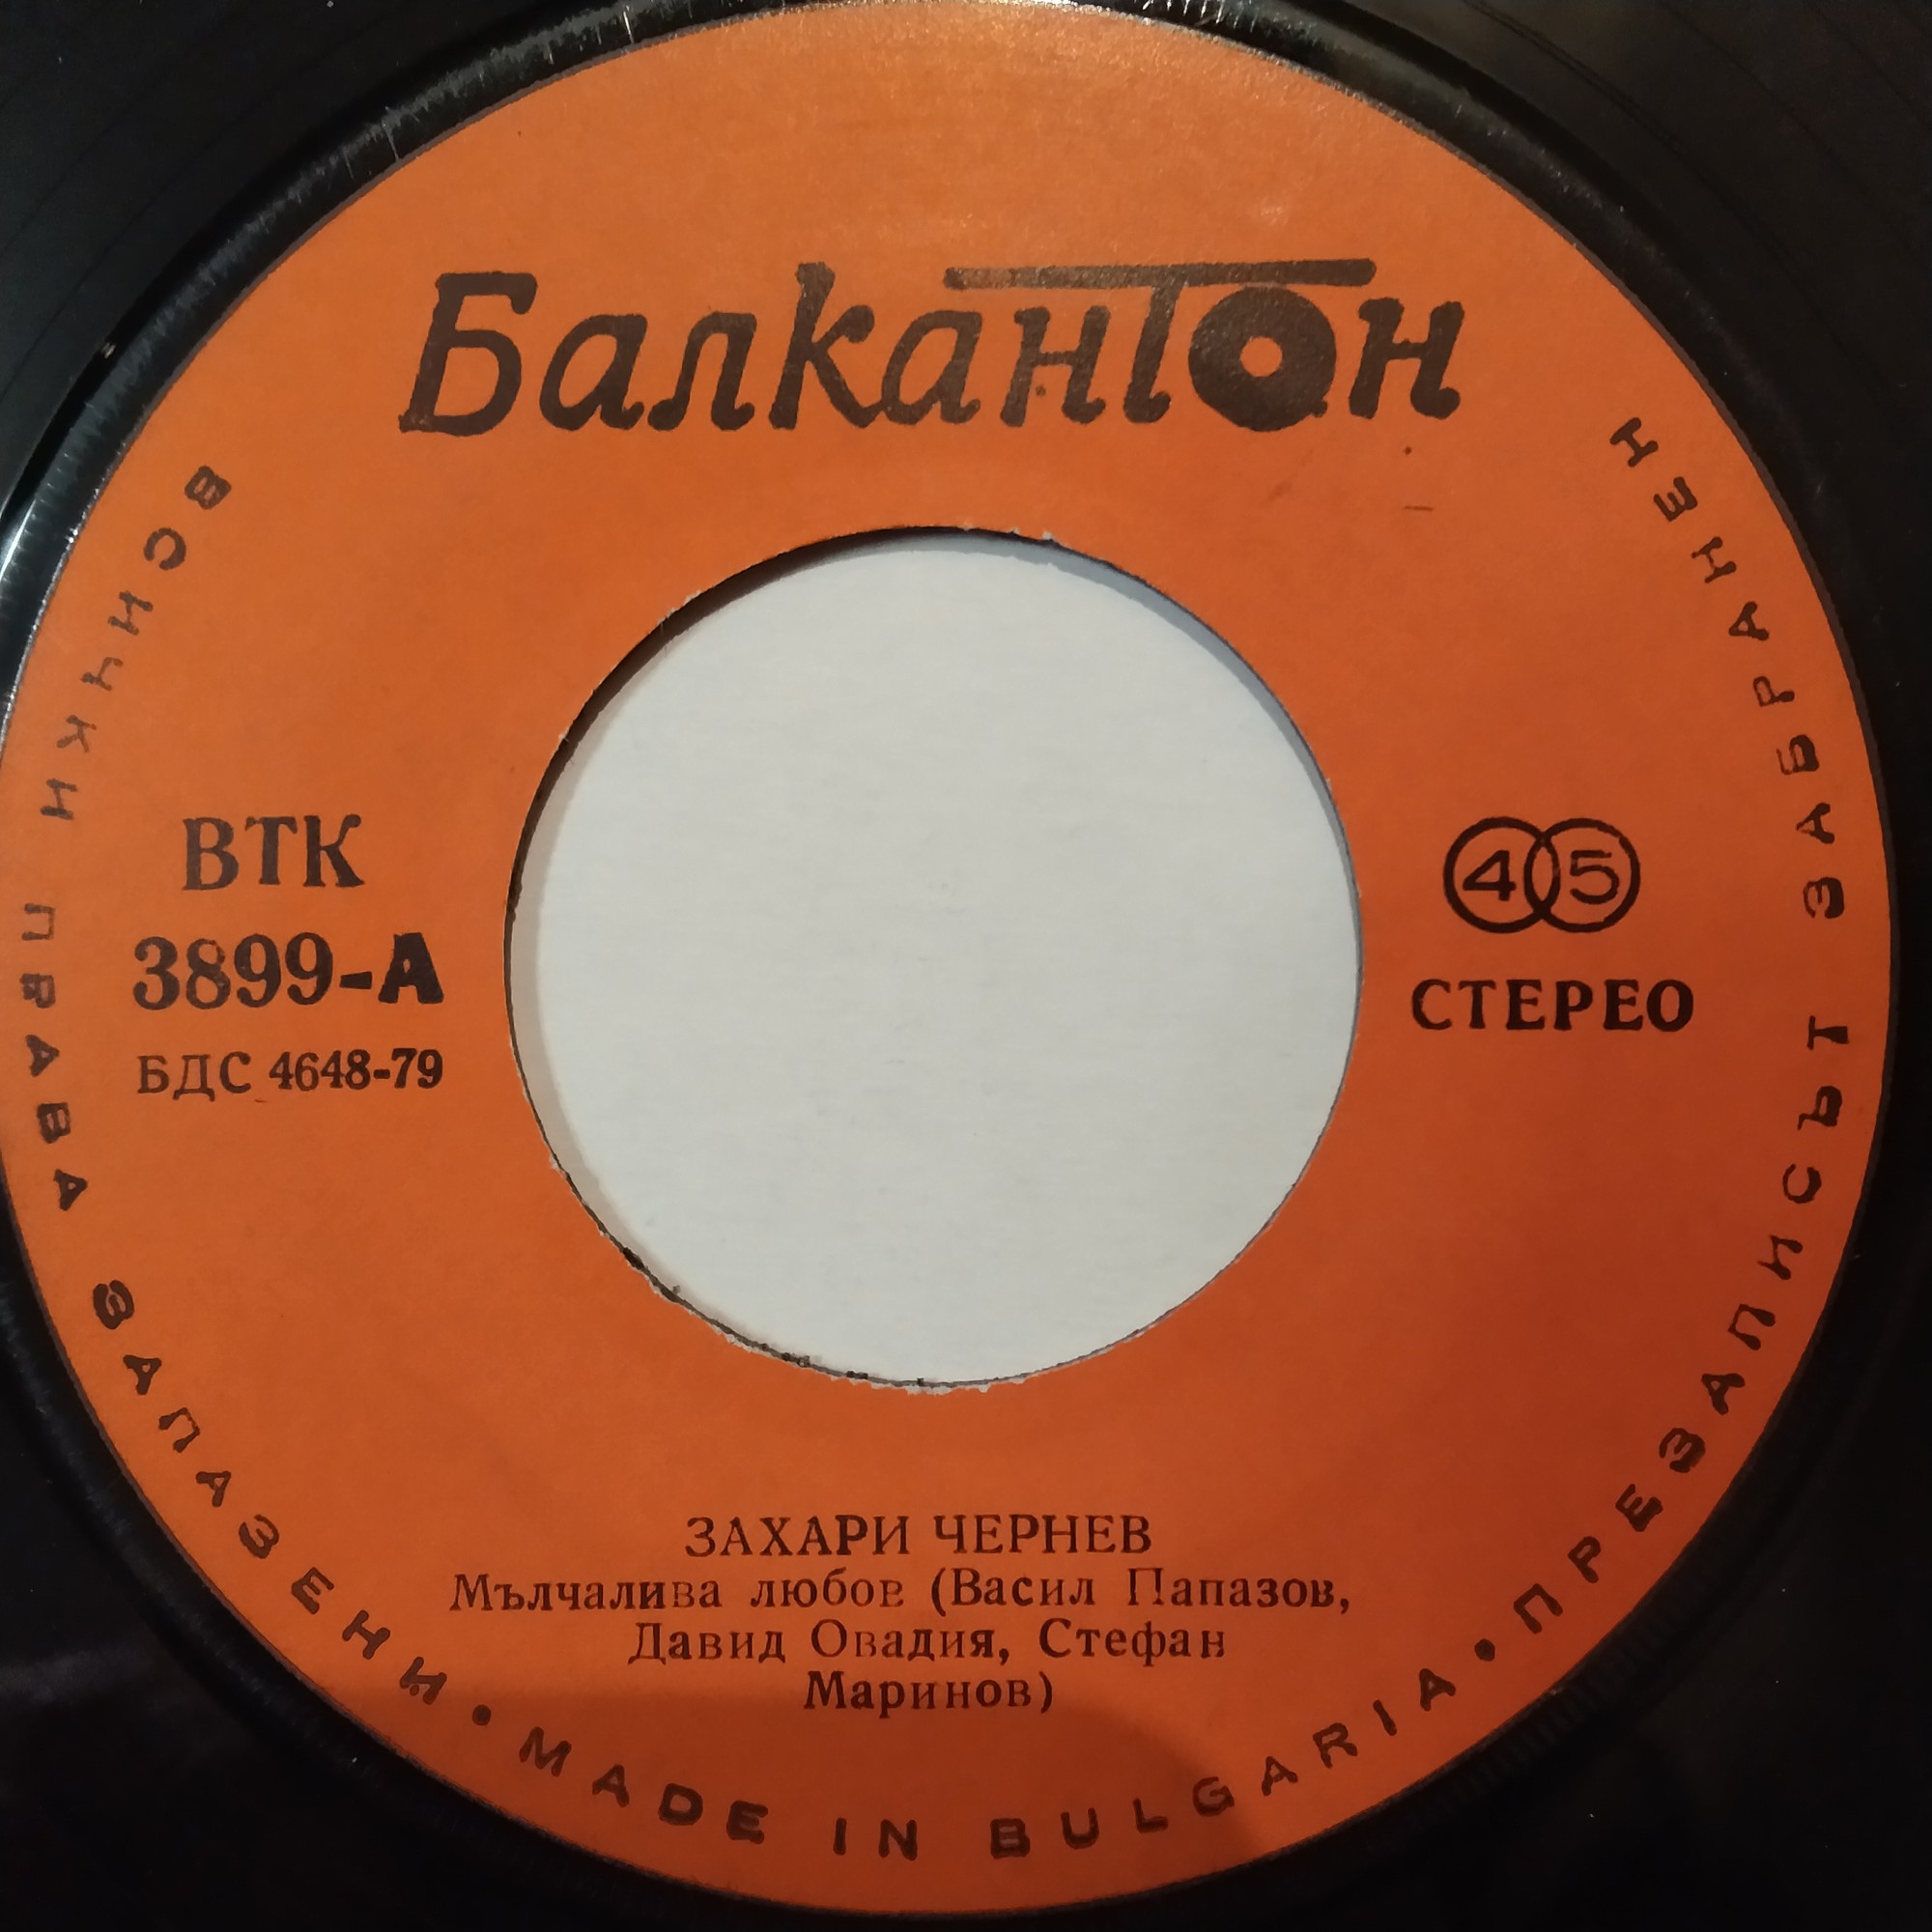 Балкантон
ВСИЧКИ ПРАВА ЗАПАЗЕНИ • MADE IN BULGARIA • ПРЕЗАПИСЪТ ЗАБРАНЕН
ВТК
3899-А
БДС 4648-79
45
СТЕРЕО
ЗАХАРИ ЧЕРНЕВ
Мълчалива любов (Васил Папазов,
Давид Овадия, Стефан
Маринов)